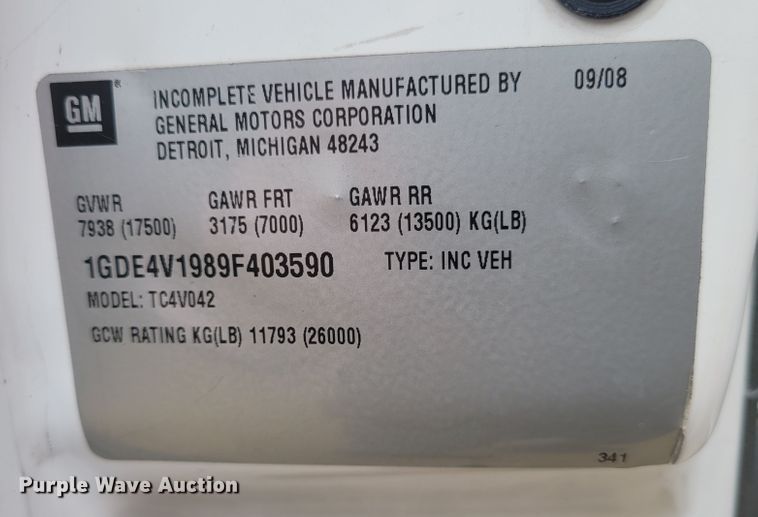 GM
®
INCOMPLETE VEHICLE MANUFACTURED BY 09/08
GENERAL MOTORS CORPORATION
DETROIT, MICHIGAN 48243
GVWR GAWR FRT GAWR RR
7938 (17500) 3175 (7000) 6123 (13500) KG(LB)
1GDE4V1989F403590 TYPE: INC VEH
MODEL: TC4V042
GCW RATING KG(LB) 11793 (26000)
341
Purple Wave Auction